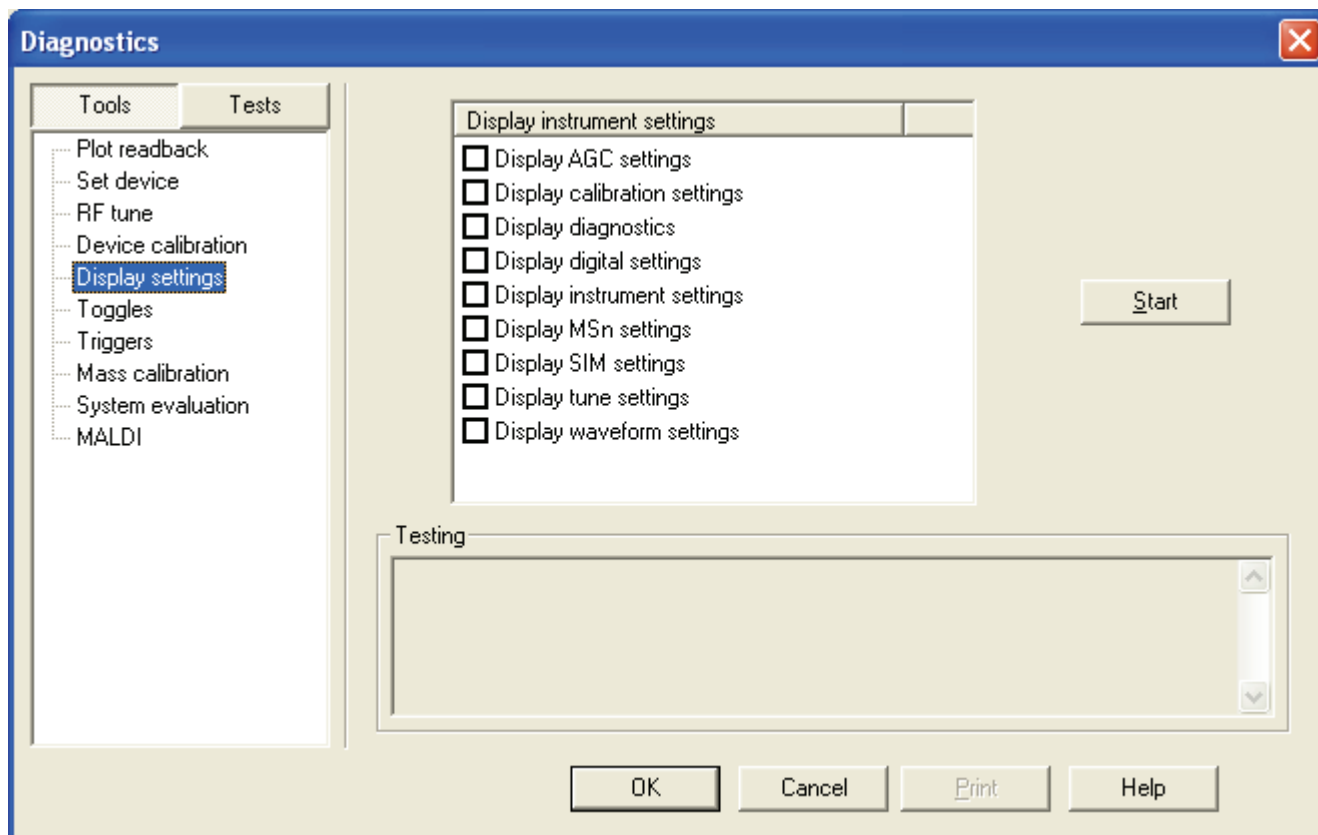 Diagnostics
Tools
Tests
Plot readback
Set device
RF tune
Device calibration
Display settings
Toggles
Triggers
Mass calibration
System evaluation
MALDI
Display instrument settings
Display AGC settings
Display calibration settings
Display diagnostics
Display digital settings
Display instrument settings
Display MSn settings
Display SIM settings
Display tune settings
Display waveform settings
Start
Testing
OK
Cancel
Print
Help